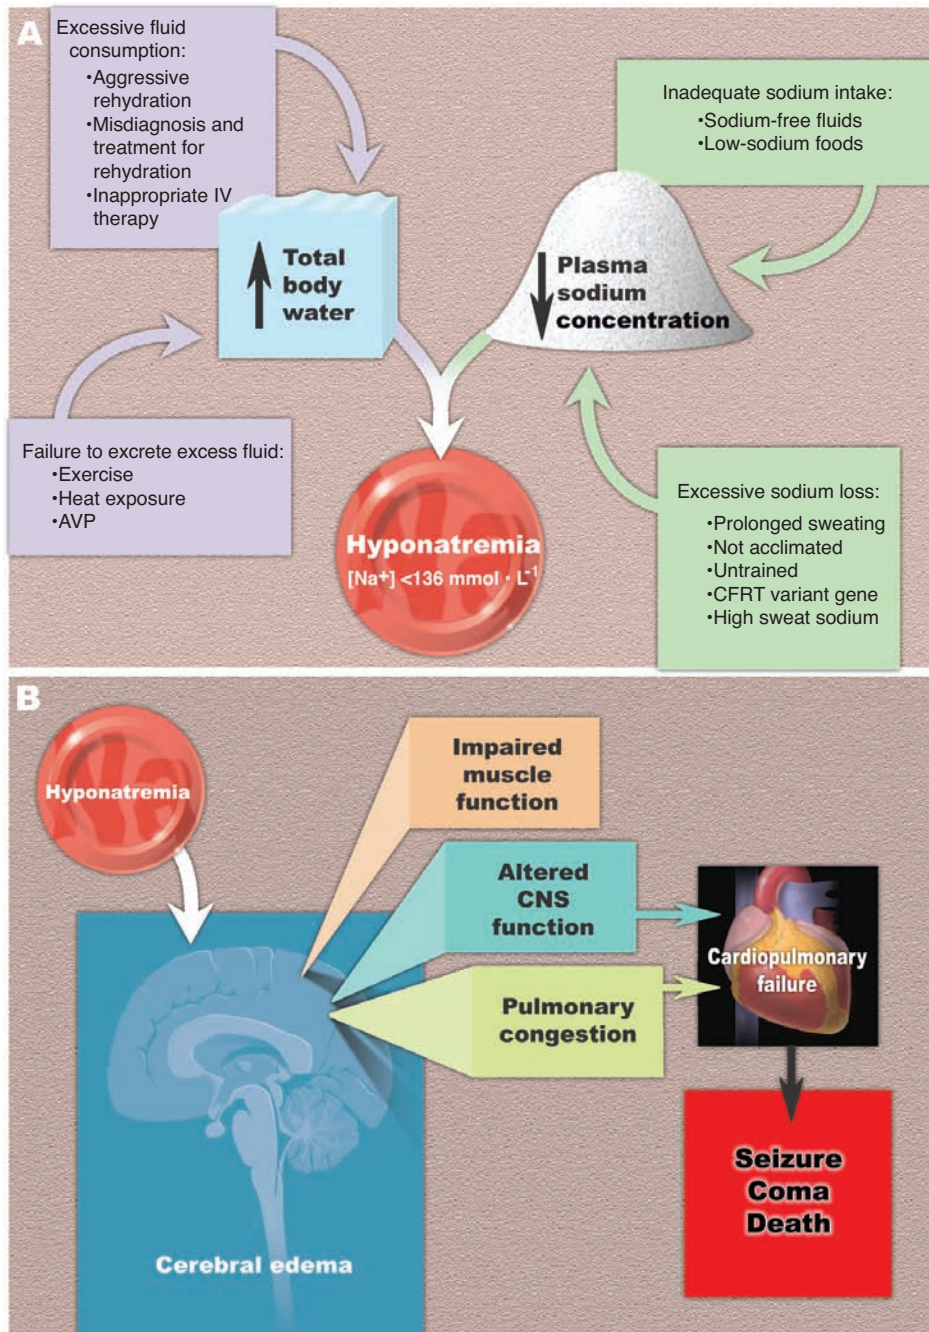 A
Excessive fluid
consumption:
•Aggressive
rehydration
•Misdiagnosis and
treatment for
rehydration
•Inappropriate IV
therapy
Inadequate sodium intake:
•Sodium-free fluids
•Low-sodium foods
Total
body
water
Plasma
sodium
concentration
Failure to excrete excess fluid:
•Exercise
•Heat exposure
•AVP
Na
Hyponatremia
[Na+] <136 mmol · L-1
Excessive sodium loss:
•Prolonged sweating
•Not acclimated
•Untrained
•CFRT variant gene
•High sweat sodium
B
Na
Hyponatremia
Impaired
muscle
function
Altered
CNS
function
Pulmonary
congestion
Cardiopulmonary
failure
Cerebral edema
Seizure
Coma
Death